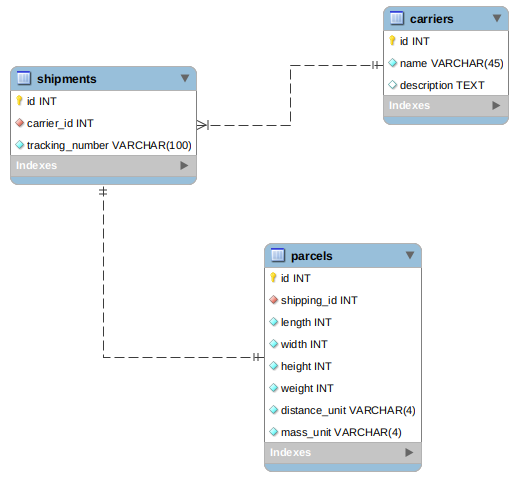 carriers
id INT
name VARCHAR(45)
description TEXT
Indexes
shipments
id INT
carrier_id INT
tracking_number VARCHAR(100)
Indexes
parcels
id INT
shipping_id INT
length INT
width INT
height INT
weight INT
distance_unit VARCHAR(4)
mass_unit VARCHAR(4)
Indexes